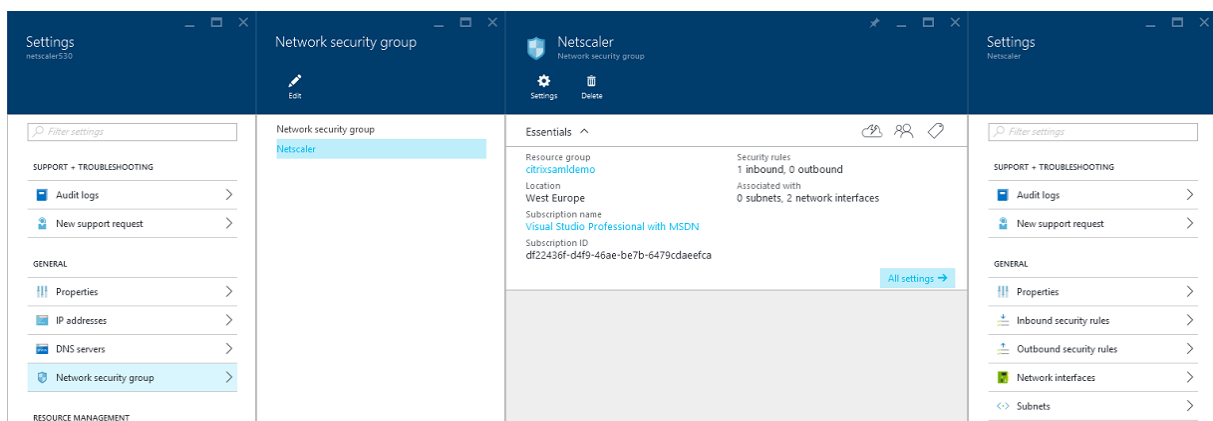 Settings
netscaler530
Filter settings
SUPPORT + TROUBLESHOOTING
Audit logs
New support request
GENERAL
Properties
IP addresses
DNS servers
Network security group
RESOURCE MANAGEMENT
Network security group
Edit
Network security group
Netscaler
Netscaler
Network security group
Settings Delete
Essentials
Resource group
citrixsamldemo
Location
West Europe
Subscription name
Visual Studio Professional with MSDN
Subscription ID
df22436f-d4f9-46ae-be7b-6479cdaeefca
Security rules
1 inbound, 0 outbound
Associated with
0 subnets, 2 network interfaces
All settings →
Settings
Netscaler
Filter settings
SUPPORT + TROUBLESHOOTING
Audit logs
New support request
GENERAL
Properties
Inbound security rules
Outbound security rules
Network interfaces
Subnets